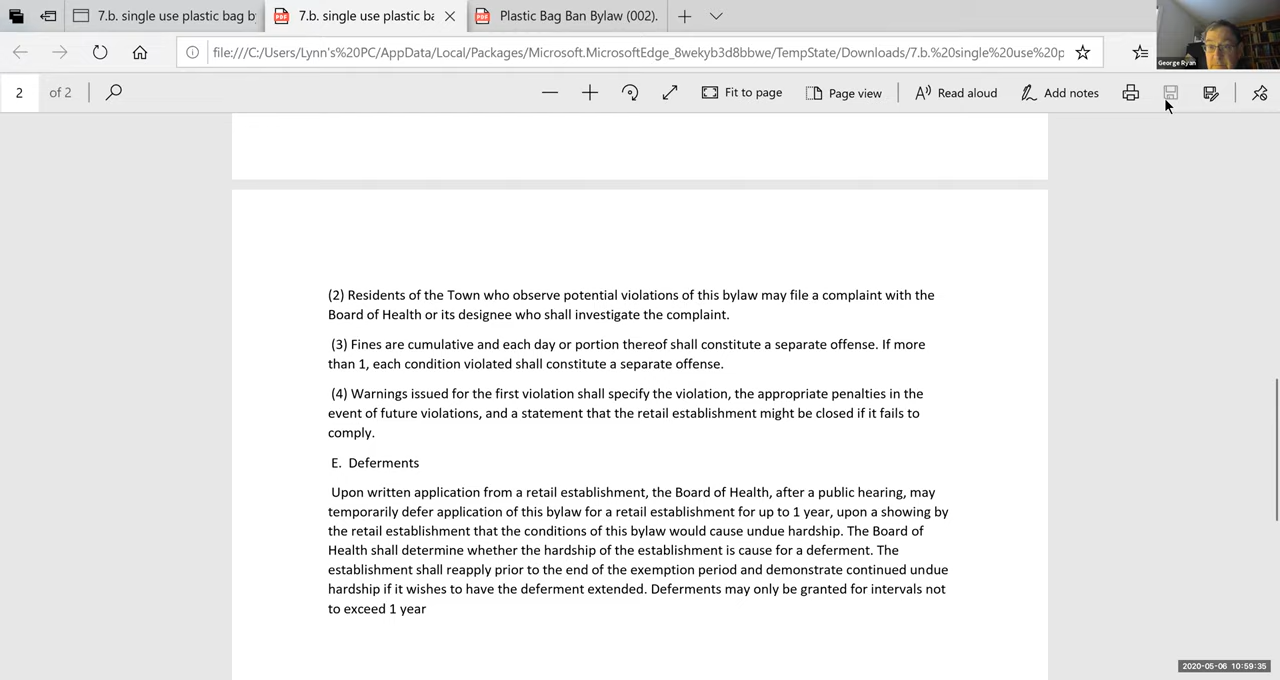 7.b. single use plastic bag b
7.b. single use plastic ba
Plastic Bag Ban Bylaw (002).
file:///C:/Users/Lynn's%20PC/AppData/Local/Packages/Microsoft.MicrosoftEdge_8wekyb3d8bbwe/TempState/Downloads/7.b.%20single%20use%20p
George Ryan
2 of 2
Fit to page
Page view
Read aloud
Add notes
(2) Residents of the Town who observe potential violations of this bylaw may file a complaint with the
Board of Health or its designee who shall investigate the complaint.
(3) Fines are cumulative and each day or portion thereof shall constitute a separate offense. If more
than 1, each condition violated shall constitute a separate offense.
(4) Warnings issued for the first violation shall specify the violation, the appropriate penalties in the
event of future violations, and a statement that the retail establishment might be closed if it fails to
comply.
E. Deferments
Upon written application from a retail establishment, the Board of Health, after a public hearing, may
temporarily defer application of this bylaw for a retail establishment for up to 1 year, upon a showing by
the retail establishment that the conditions of this bylaw would cause undue hardship. The Board of
Health shall determine whether the hardship of the establishment is cause for a deferment. The
establishment shall reapply prior to the end of the exemption period and demonstrate continued undue
hardship if it wishes to have the deferment extended. Deferments may only be granted for intervals not
to exceed 1 year
2020-05-06 10:59:35